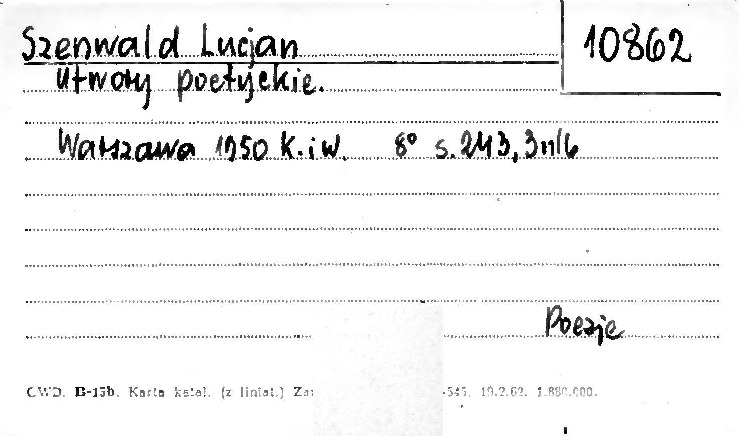 Szenwald Lucjan
10862
Utwory poetyckie.
Warszawa 1950 K.iW. 8° s.243,3nlb
Poezje
CWD. B-15b. Karta katal. (z liniat.) -545. 19.2.62. 1.880.000.